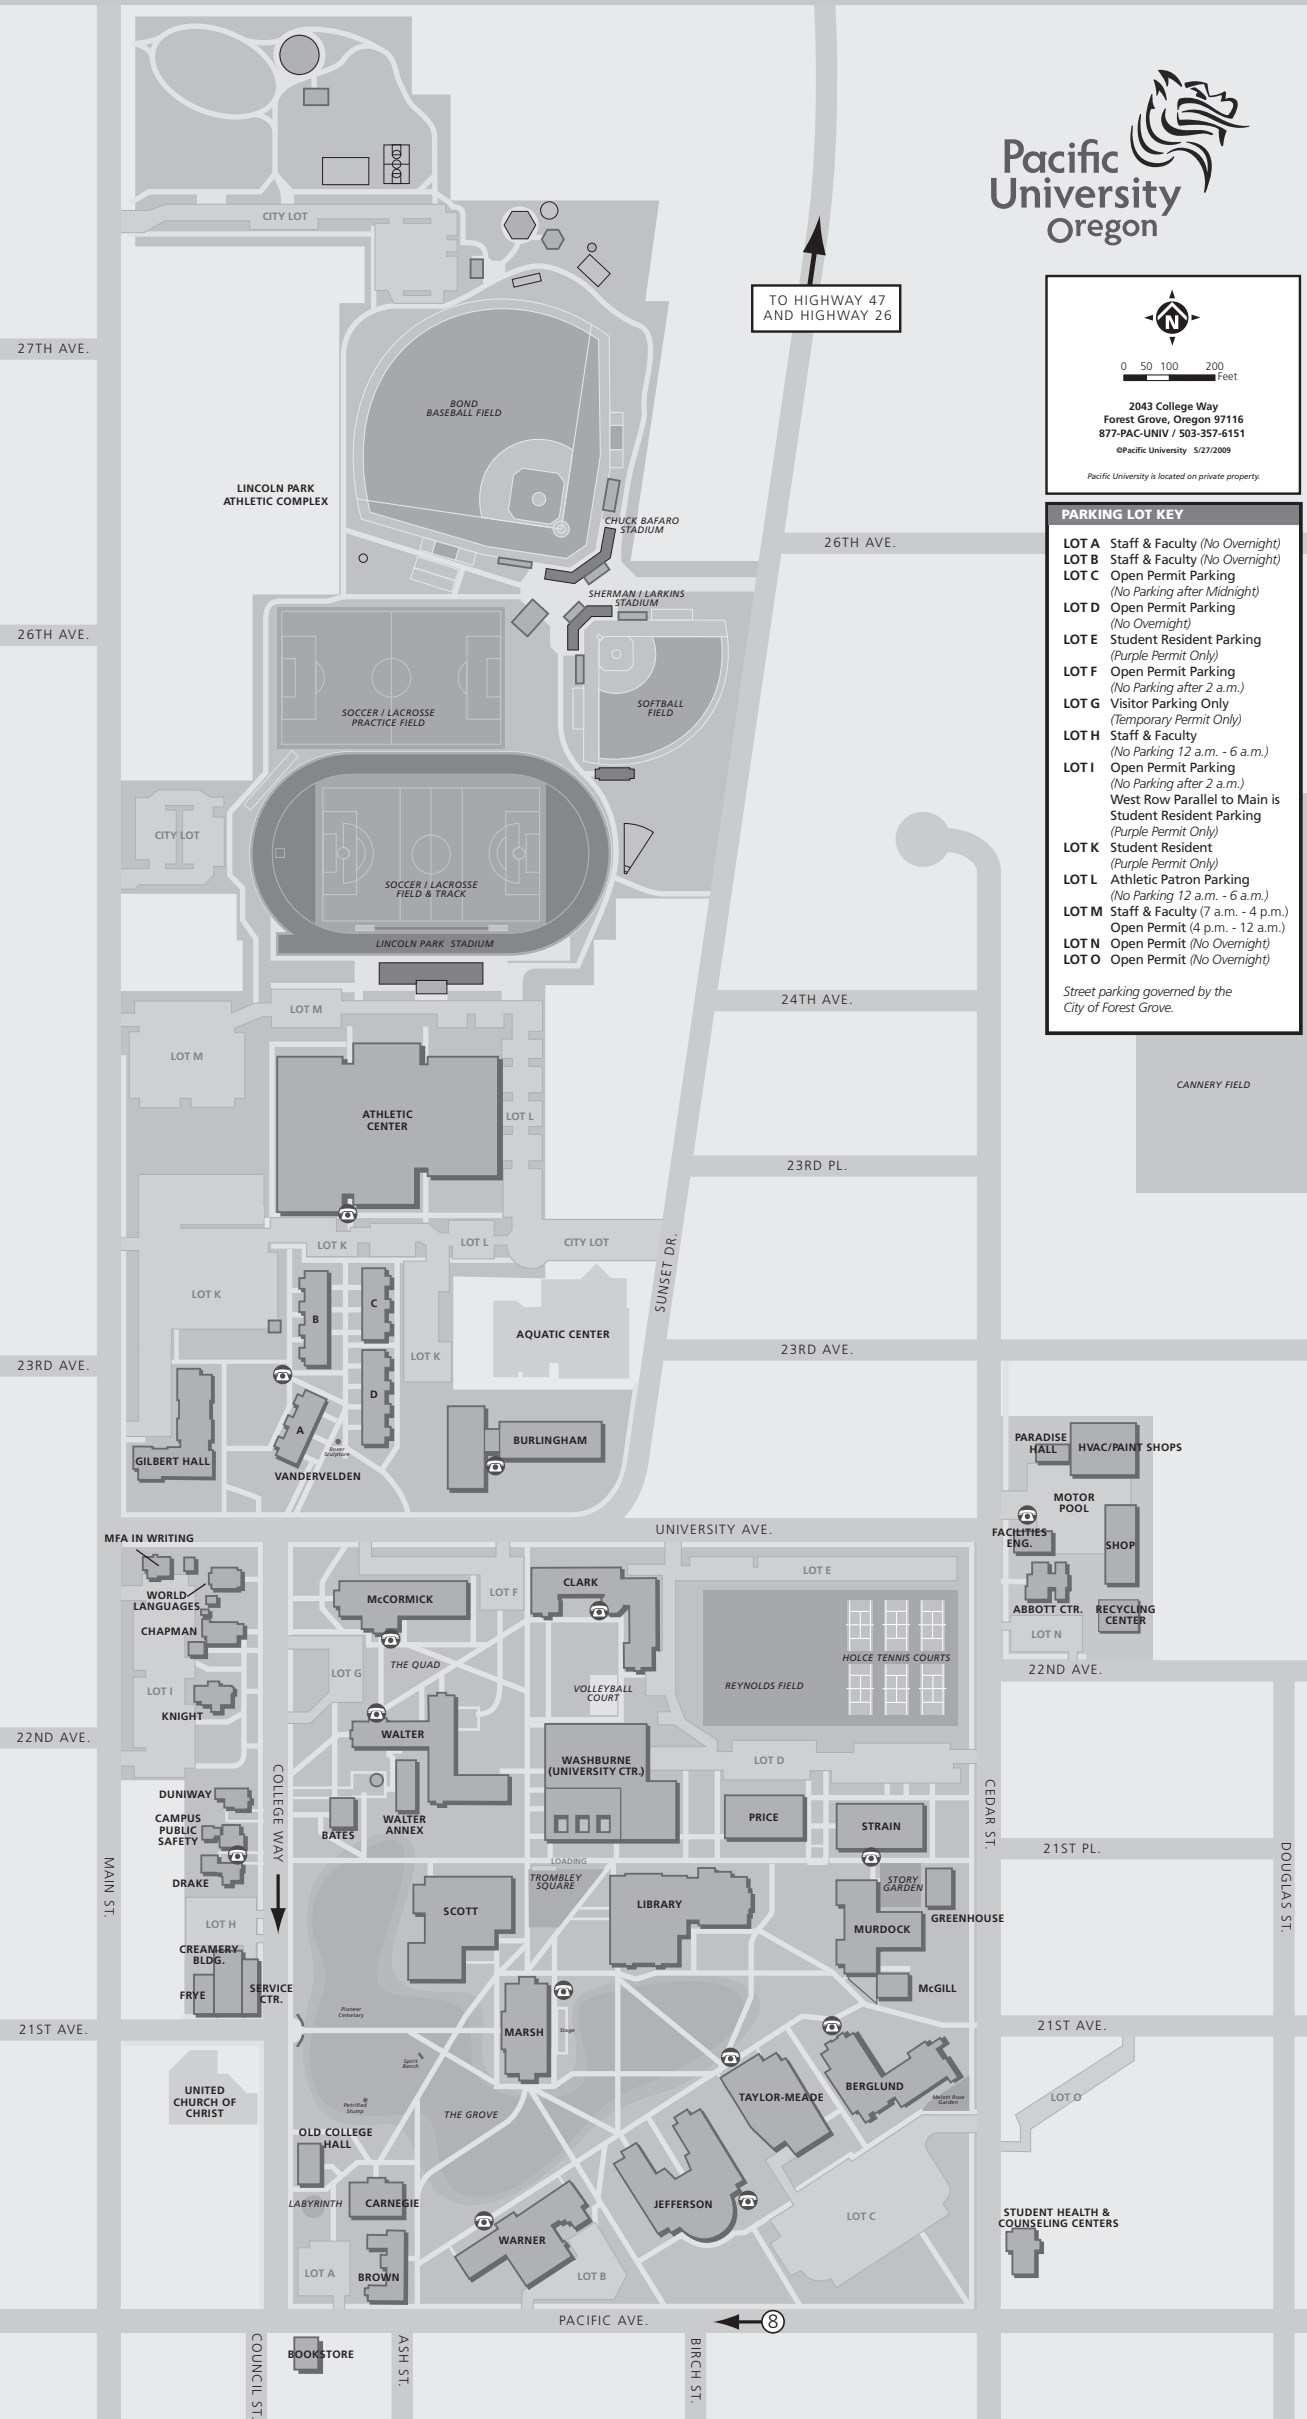 Pacific
University
Oregon
CITY LOT
TO HIGHWAY 47
AND HIGHWAY 26
N
0 50 100 200
Feet
2043 College Way
Forest Grove, Oregon 97116
877-PAC-UNIV / 503-357-6151
©Pacific University 5/27/2009
Pacific University is located on private property.
PARKING LOT KEY
LOT A Staff & Faculty (No Overnight)
LOT B Staff & Faculty (No Overnight)
LOT C Open Permit Parking
(No Parking after Midnight)
LOT D Open Permit Parking
(No Overnight)
LOT E Student Resident Parking
(Purple Permit Only)
LOT F Open Permit Parking
(No Parking after 2 a.m.)
LOT G Visitor Parking Only
(Temporary Permit Only)
LOT H Staff & Faculty
(No Parking 12 a.m. - 6 a.m.)
LOT I Open Permit Parking
(No Parking after 2 a.m.)
West Row Parallel to Main is
Student Resident Parking
(Purple Permit Only)
LOT K Student Resident
(Purple Permit Only)
LOT L Athletic Patron Parking
(No Parking 12 a.m. - 6 a.m.)
LOT M Staff & Faculty (7 a.m. - 4 p.m.)
Open Permit (4 p.m. - 12 a.m.)
LOT N Open Permit (No Overnight)
LOT O Open Permit (No Overnight)
Street parking governed by the
City of Forest Grove.
27TH AVE.
BOND
BASEBALL FIELD
LINCOLN PARK
ATHLETIC COMPLEX
CHUCK BAFARO
STADIUM
26TH AVE.
SHERMAN / LARKINS
STADIUM
26TH AVE.
SOCCER / LACROSSE
PRACTICE FIELD
SOFTBALL
FIELD
CITY LOT
SOCCER / LACROSSE
FIELD & TRACK
LINCOLN PARK STADIUM
24TH AVE.
LOT M
LOT M
CANNERY FIELD
ATHLETIC
CENTER
LOT L
23RD PL.
LOT K
LOT L
CITY LOT
SUNSET DR.
LOT K
B
C
AQUATIC CENTER
LOT K
23RD AVE.
23RD AVE.
D
A
Boxer
Sculpture
BURLINGHAM
GILBERT HALL
VANDERVELDEN
PARADISE
HALL
HVAC/PAINT SHOPS
MOTOR
POOL
FACILITIES
ENG.
SHOP
UNIVERSITY AVE.
MFA IN WRITING
WORLD
LANGUAGES
CHAPMAN
McCORMICK
LOT F
CLARK
LOT E
ABBOTT CTR.
RECYCLING
CENTER
LOT N
22ND AVE.
THE QUAD
LOT G
HOLCE TENNIS COURTS
REYNOLDS FIELD
VOLLEYBALL
COURT
LOT I
KNIGHT
22ND AVE.
WALTER
WASHBURNE
(UNIVERSITY CTR.)
LOT D
DUNIWAY
CAMPUS
PUBLIC
SAFETY
COLLEGE WAY
BATES
WALTER
ANNEX
PRICE
STRAIN
CEDAR ST.
21ST PL.
DOUGLAS ST.
MAIN ST.
DRAKE
LOADING
TROMBLEY
SQUARE
SCOTT
LIBRARY
STORY
GARDEN
GREENHOUSE
MURDOCK
LOT H
CREAMERY
BLDG.
FRYE
SERVICE
CTR.
McGILL
21ST AVE.
Pioneer
Cemetary
MARSH
Stage
21ST AVE.
Spirit
Bench
UNITED
CHURCH OF
CHRIST
Petrified
Stump
THE GROVE
TAYLOR-MEADE
BERGLUND
Melott Rose
Garden
LOT O
OLD COLLEGE
HALL
LABYRINTH
CARNEGIE
JEFFERSON
LOT C
STUDENT HEALTH &
COUNSELING CENTERS
WARNER
LOT A
BROWN
LOT B
PACIFIC AVE.
8
COUNCIL ST.
BOOKSTORE
ASH ST.
BIRCH ST.